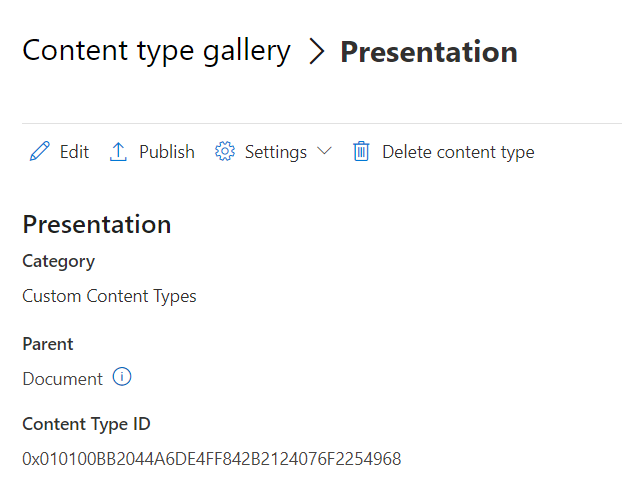 Content type gallery > Presentation
Edit Publish Settings Delete content type
Presentation
Category
Custom Content Types
Parent
Document
Content Type ID
0x010100BB2044A6DE4FF842B2124076F2254968